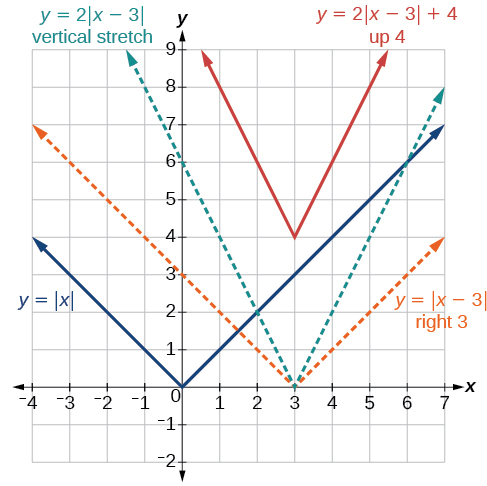 y = 2|x − 3|
vertical stretch
y = 2|x − 3| + 4
up 4
y
9
8
7
6
5
4
3
2
1
y = |x|
y = |x − 3|
right 3
x
−4 −3 −2 −1 0 1 2 3 4 5 6 7
−1
−2